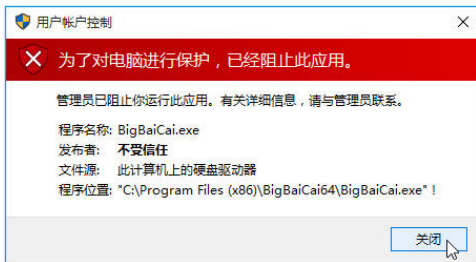 用户帐户控制
为了对电脑进行保护，已经阻止此应用。
管理员已阻止你运行此应用。有关详细信息，请与管理员联系。
程序名称: BigBaiCai.exe
发布者: 不受信任
文件源: 此计算机上的硬盘驱动器
程序位置: "C:\Program Files (x86)\BigBaiCai64\BigBaiCai.exe" !
关闭